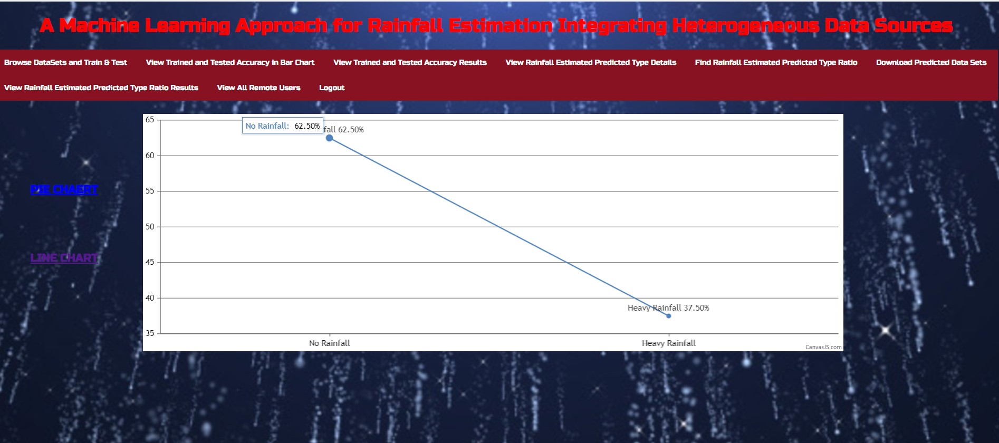 A Machine Learning Approach for Rainfall Estimation Integrating Heterogeneous Data Sources
Browse DataSets and Train & Test View Trained and Tested Accuracy in Bar Chart View Trained and Tested Accuracy Results View Rainfall Estimated Predicted Type Details Find Rainfall Estimated Predicted Type Ratio Download Predicted Data Sets
View Rainfall Estimated Predicted Type Ratio Results View All Remote Users Logout
65
No Rainfall: 62.50%
fall 62.50%
60
PIE CHAERT
55
50
LINE CHART
45
40
Heavy Rainfall 37.50%
35
No Rainfall Heavy Rainfall
CanvasJS.com